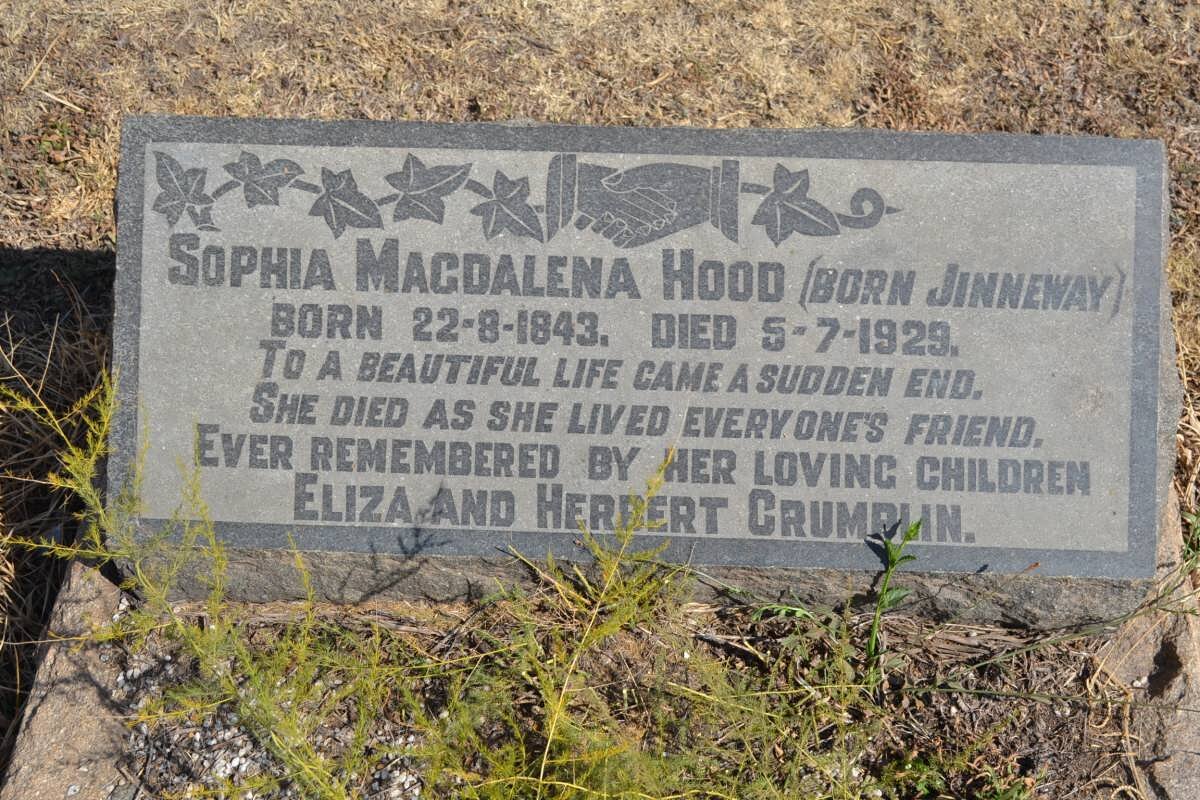 SOPHIA MAGDALENA HOOD (BORN JINNEWAY)
BORN 22-8-1843. DIED 5-7-1929.
TO A BEAUTIFUL LIFE CAME A SUDDEN END.
SHE DIED AS SHE LIVED EVERYONE'S FRIEND.
EVER REMEMBERED BY HER LOVING CHILDREN
ELIZA AND HERBERT CRUMPLIN.